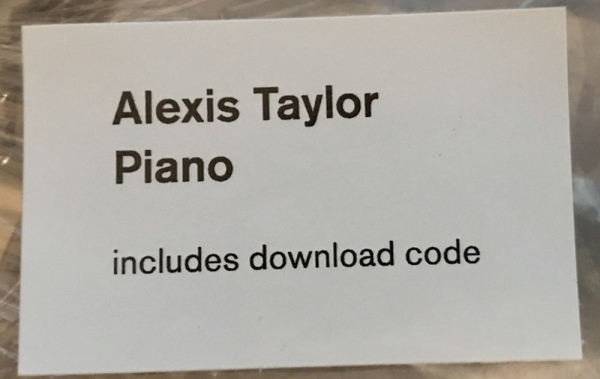 Alexis Taylor
Piano
includes download code